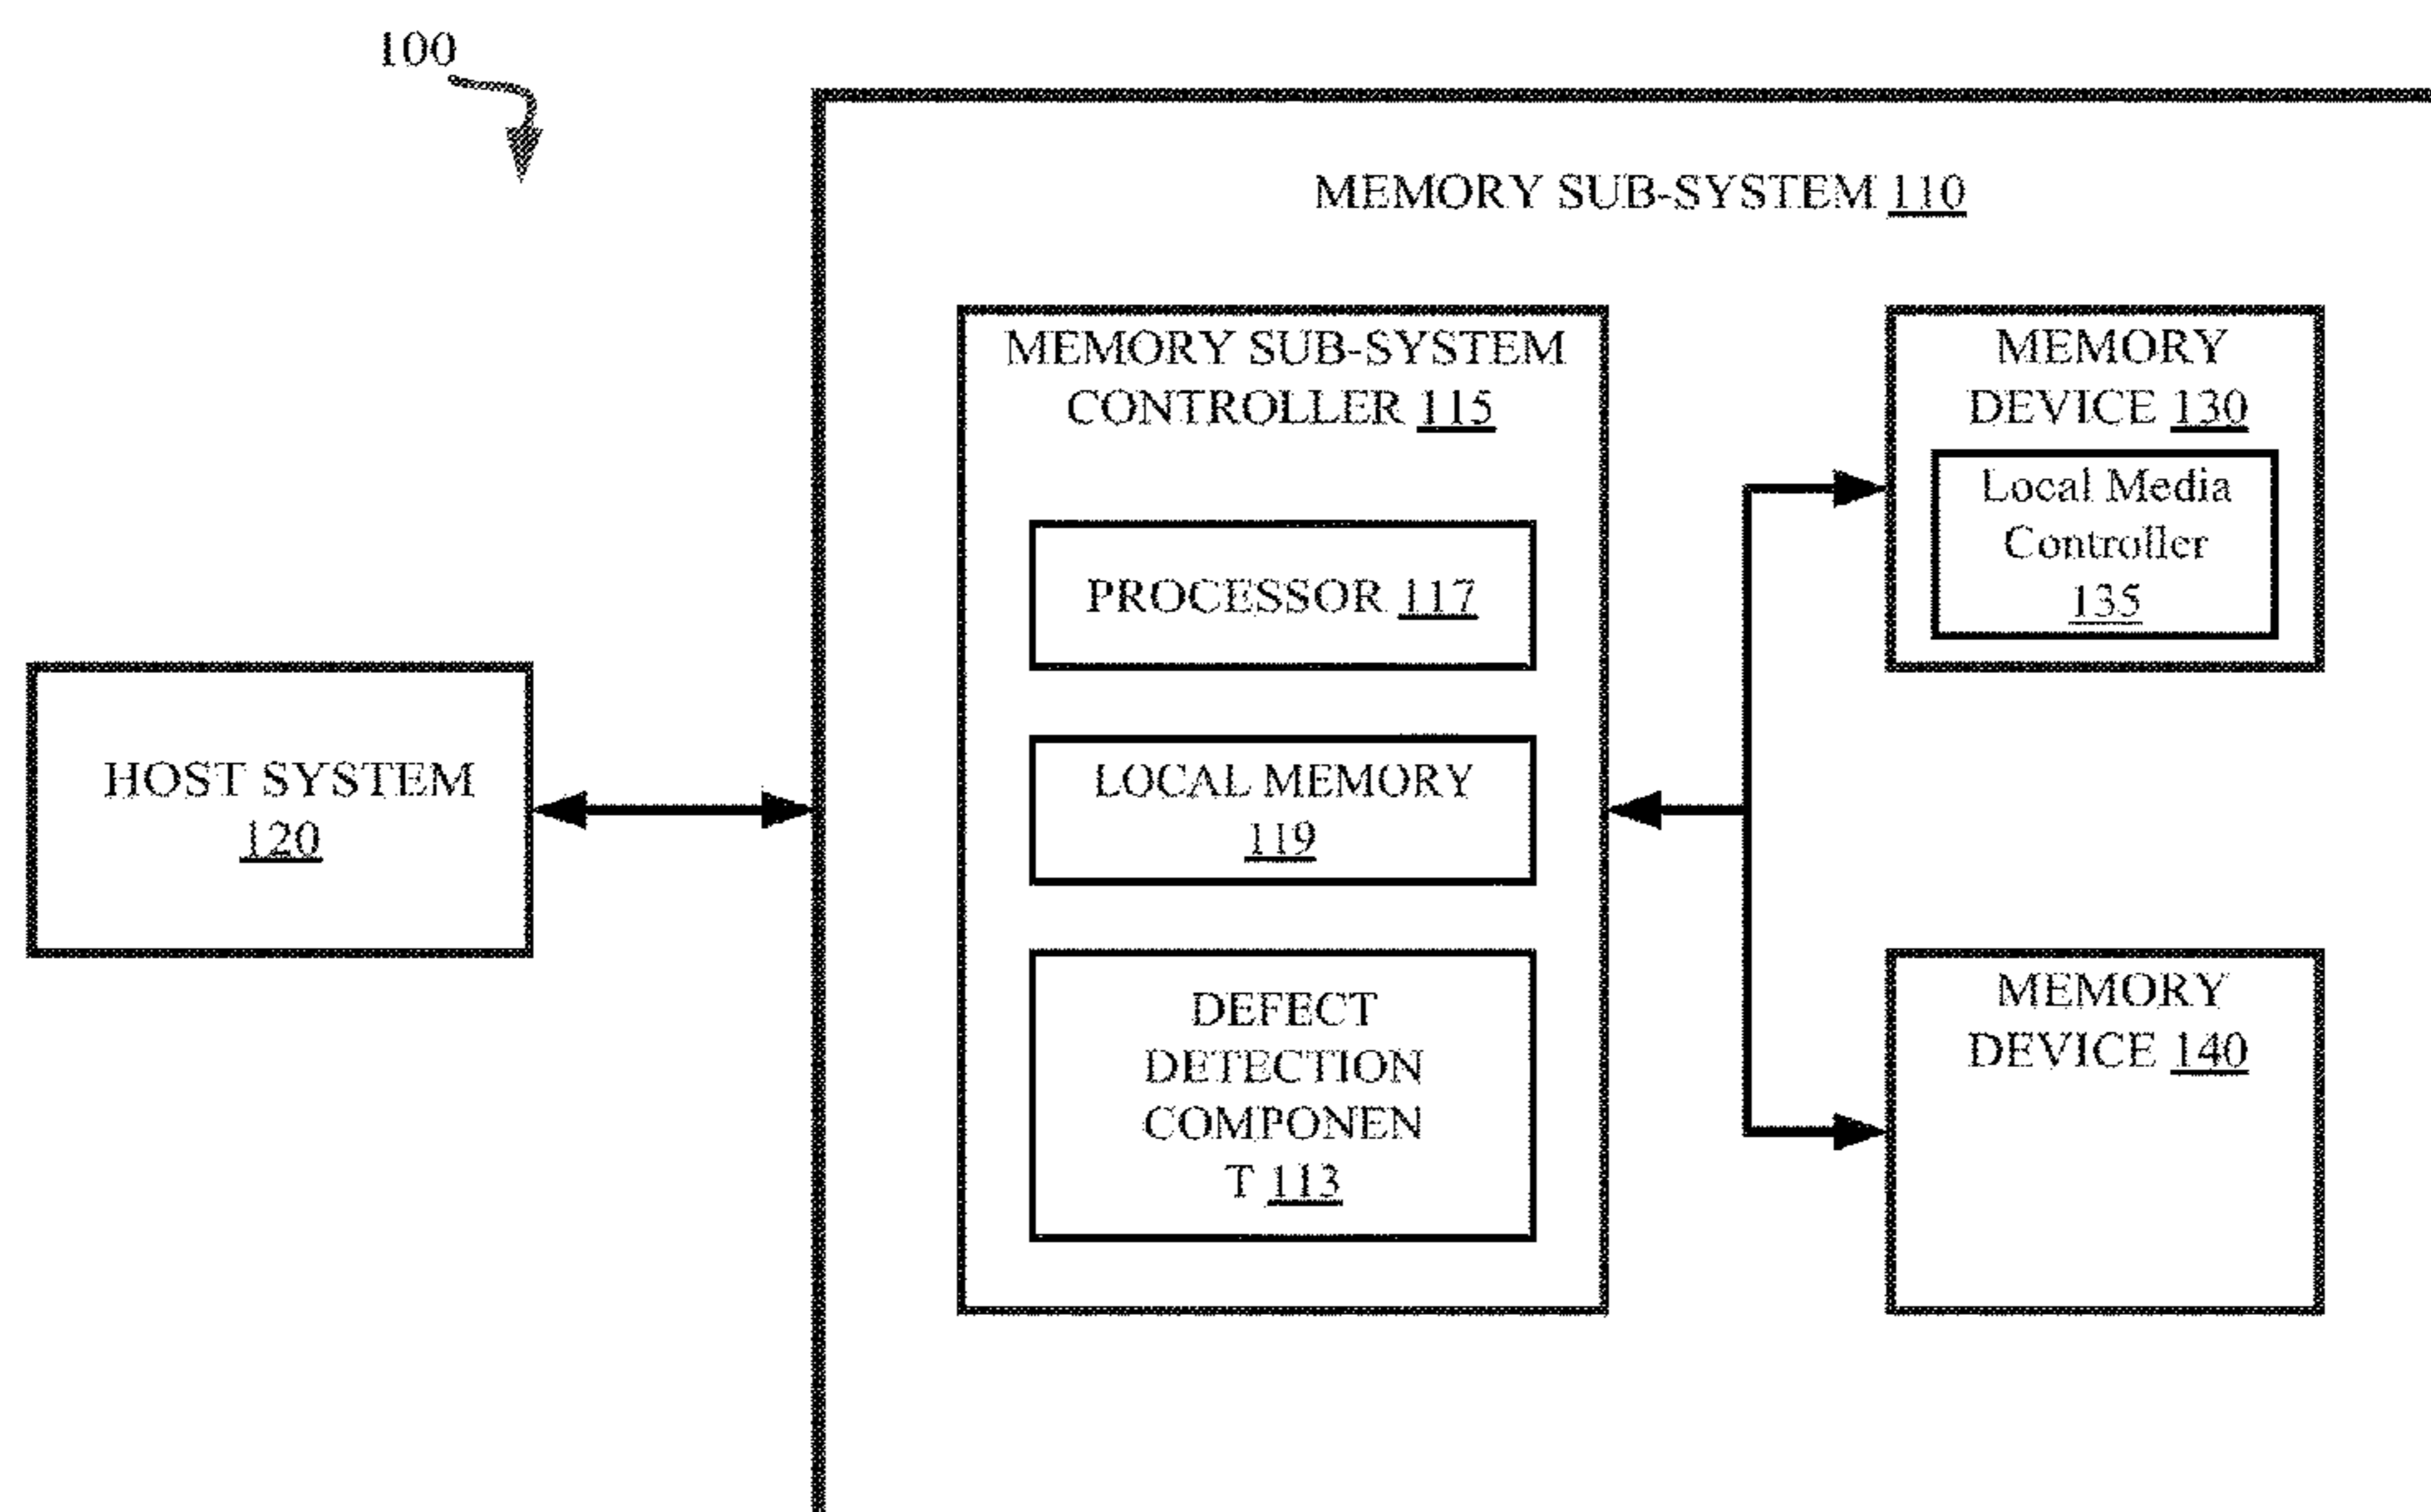 100
MEMORY SUB-SYSTEM 110
MEMORY SUB-SYSTEM
CONTROLLER 115
PROCESSOR 117
LOCAL MEMORY
119
DEFECT
DETECTION
COMPONEN
T 113
MEMORY
DEVICE 130
Local Media
Controller
135
MEMORY
DEVICE 140
HOST SYSTEM
120